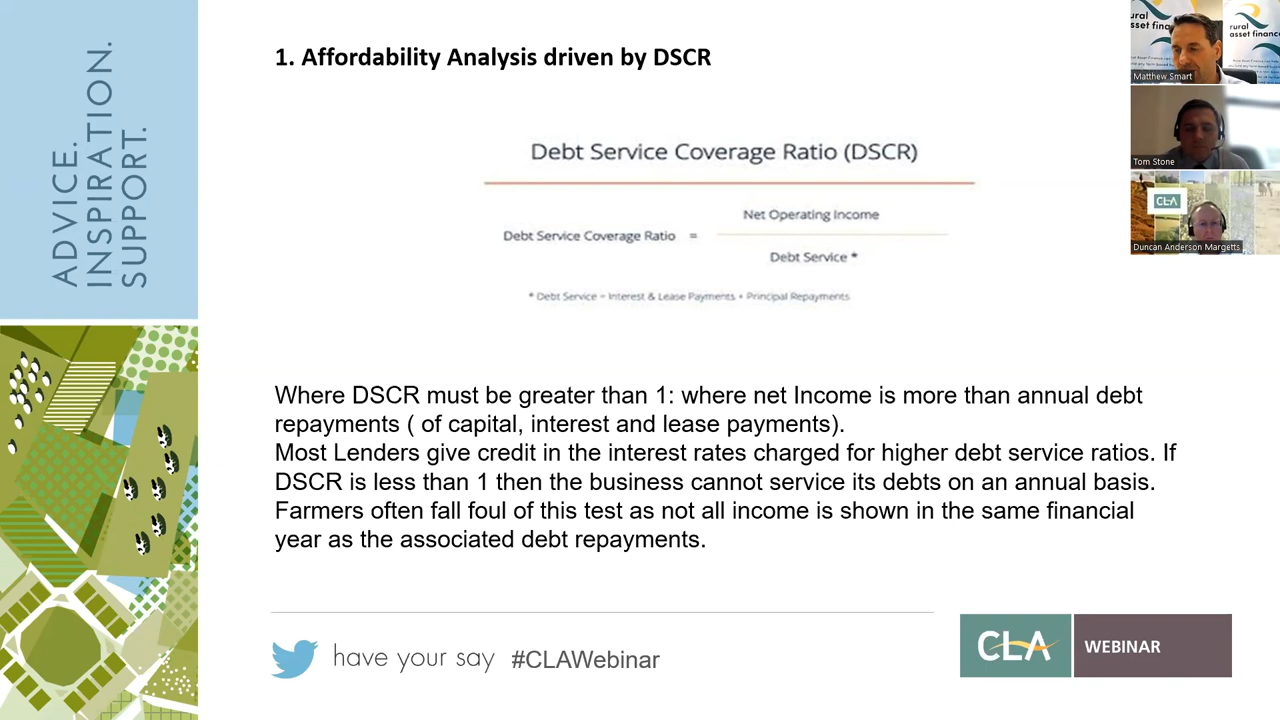 ADVICE.
INSPIRATION.
SUPPORT.
1. Affordability Analysis driven by DSCR
Debt Service Coverage Ratio (DSCR)
Debt Service Coverage Ratio = Net Operating Income
Debt Service *
* Debt Service = Interest & Lease Payments + Principal Repayments
Where DSCR must be greater than 1: where net Income is more than annual debt
repayments ( of capital, interest and lease payments).
Most Lenders give credit in the interest rates charged for higher debt service ratios. If
DSCR is less than 1 then the business cannot service its debts on an annual basis.
Farmers often fall foul of this test as not all income is shown in the same financial
year as the associated debt repayments.
have your say #CLAWebinar
CLA WEBINAR
rural
asset finance
Matthew Smart
Tom Stone
CLA
Duncan Anderson Margetts